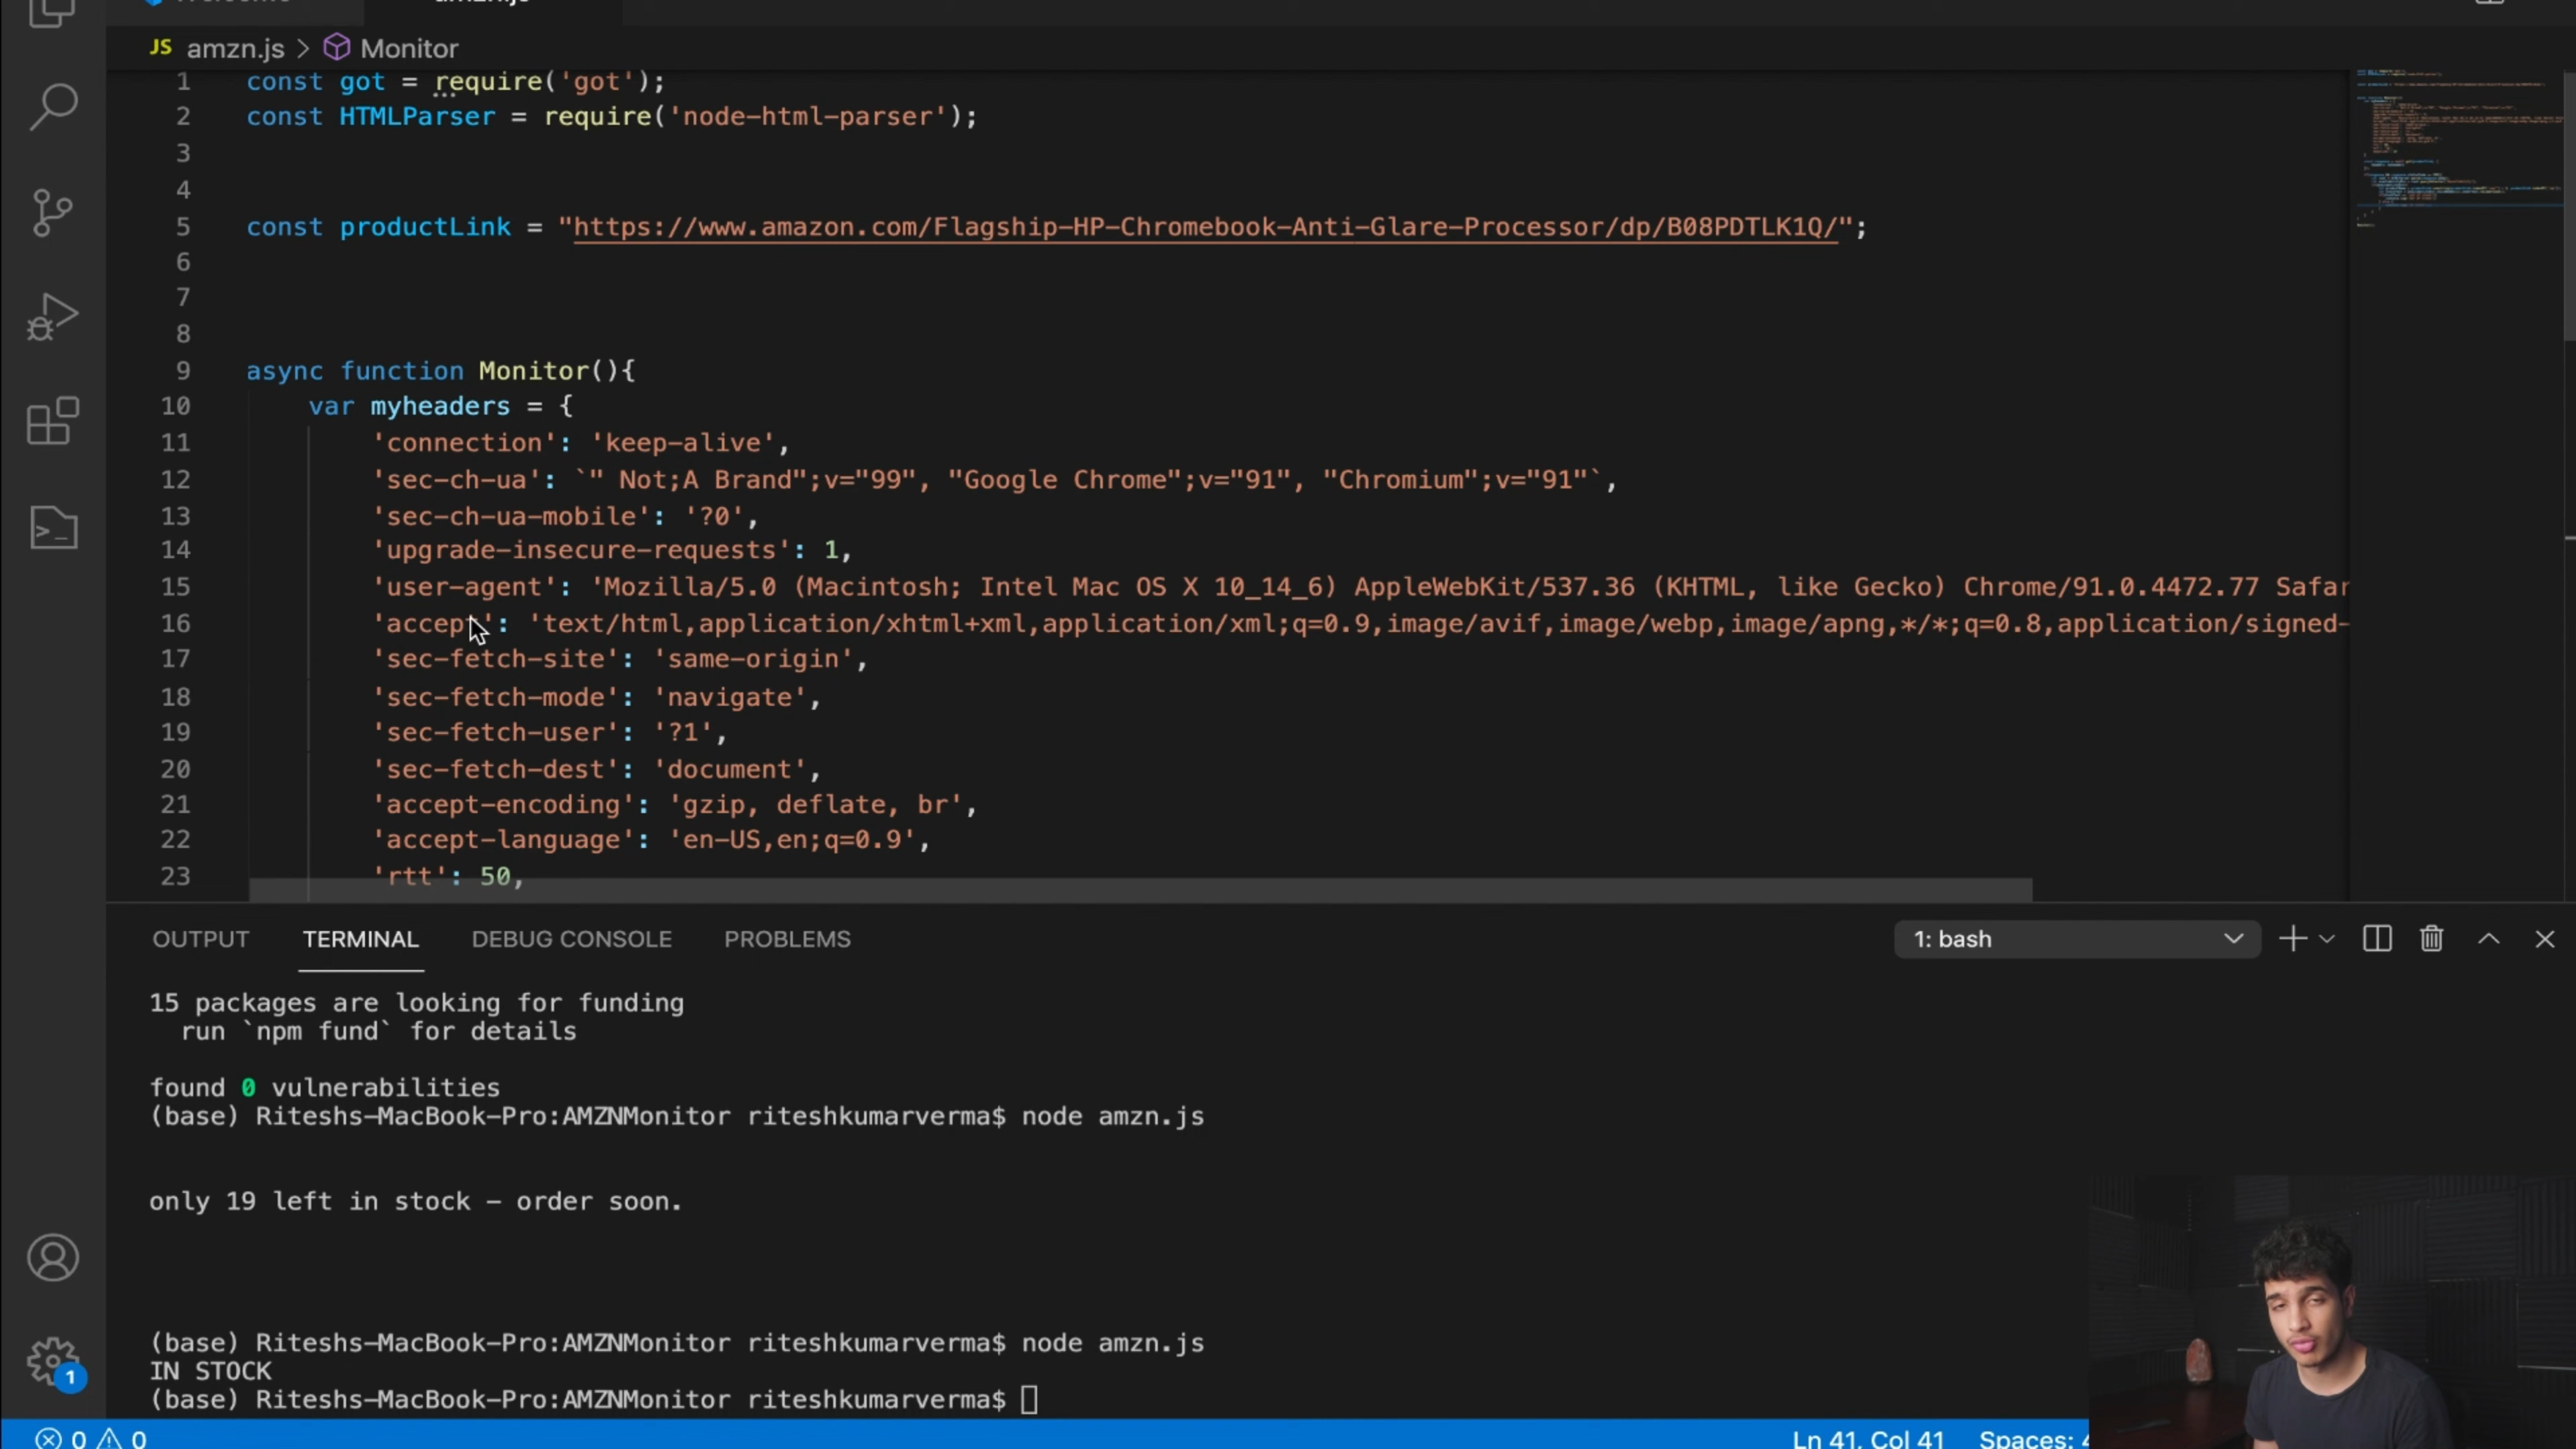 amzn.js
JS amzn.js > Monitor
1 const got = require('got');
2 const HTMLParser = require('node-html-parser');
3
4
5 const productLink = "https://www.amazon.com/Flagship-HP-Chromebook-Anti-Glare-Processor/dp/B08PDTLK1Q/";
6
7
8
9 async function Monitor(){
10 var myheaders = {
11 'connection': 'keep-alive',
12 'sec-ch-ua': `" Not;A Brand";v="99", "Google Chrome";v="91", "Chromium";v="91"`,
13 'sec-ch-ua-mobile': '?0',
14 'upgrade-insecure-requests': 1,
15 'user-agent': 'Mozilla/5.0 (Macintosh; Intel Mac OS X 10_14_6) AppleWebKit/537.36 (KHTML, like Gecko) Chrome/91.0.4472.77 Safar
16 'accept': 'text/html,application/xhtml+xml,application/xml;q=0.9,image/avif,image/webp,image/apng,*/*;q=0.8,application/signed-
17 'sec-fetch-site': 'same-origin',
18 'sec-fetch-mode': 'navigate',
19 'sec-fetch-user': '?1',
20 'sec-fetch-dest': 'document',
21 'accept-encoding': 'gzip, deflate, br',
22 'accept-language': 'en-US,en;q=0.9',
23 'rtt': 50,
OUTPUT TERMINAL DEBUG CONSOLE PROBLEMS 1: bash
15 packages are looking for funding
run `npm fund` for details
found 0 vulnerabilities
(base) Riteshs-MacBook-Pro:AMZNMonitor riteshkumarverma$ node amzn.js
only 19 left in stock - order soon.
(base) Riteshs-MacBook-Pro:AMZNMonitor riteshkumarverma$ node amzn.js
IN STOCK
(base) Riteshs-MacBook-Pro:AMZNMonitor riteshkumarverma$
1
0 0 Ln 41, Col 41 Spaces: 4